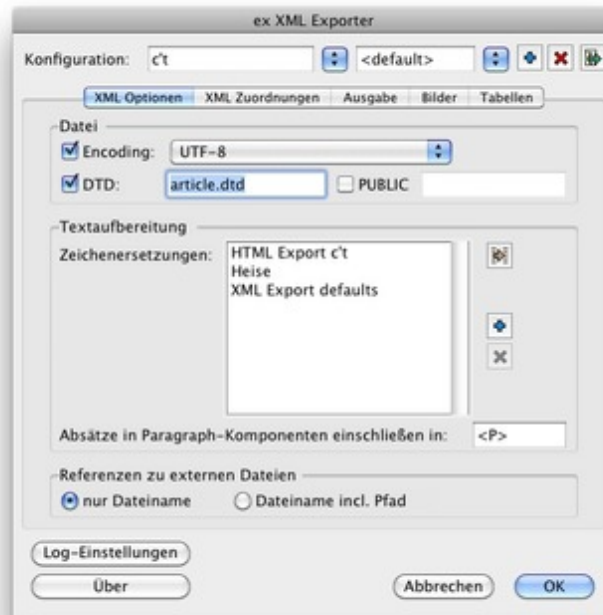 ex XML Exporter
Konfiguration: c't <default>
XML Optionen XML Zuordnungen Ausgabe Bilder Tabellen
Datei
Encoding: UTF-8
DTD: article.dtd PUBLIC
Textaufbereitung
Zeichenersetzungen: HTML Export c't
Heise
XML Export defaults
Absätze in Paragraph-Komponenten einschließen in: <P>
Referenzen zu externen Dateien
nur Dateiname Dateiname incl. Pfad
Log-Einstellungen
Über Abbrechen OK